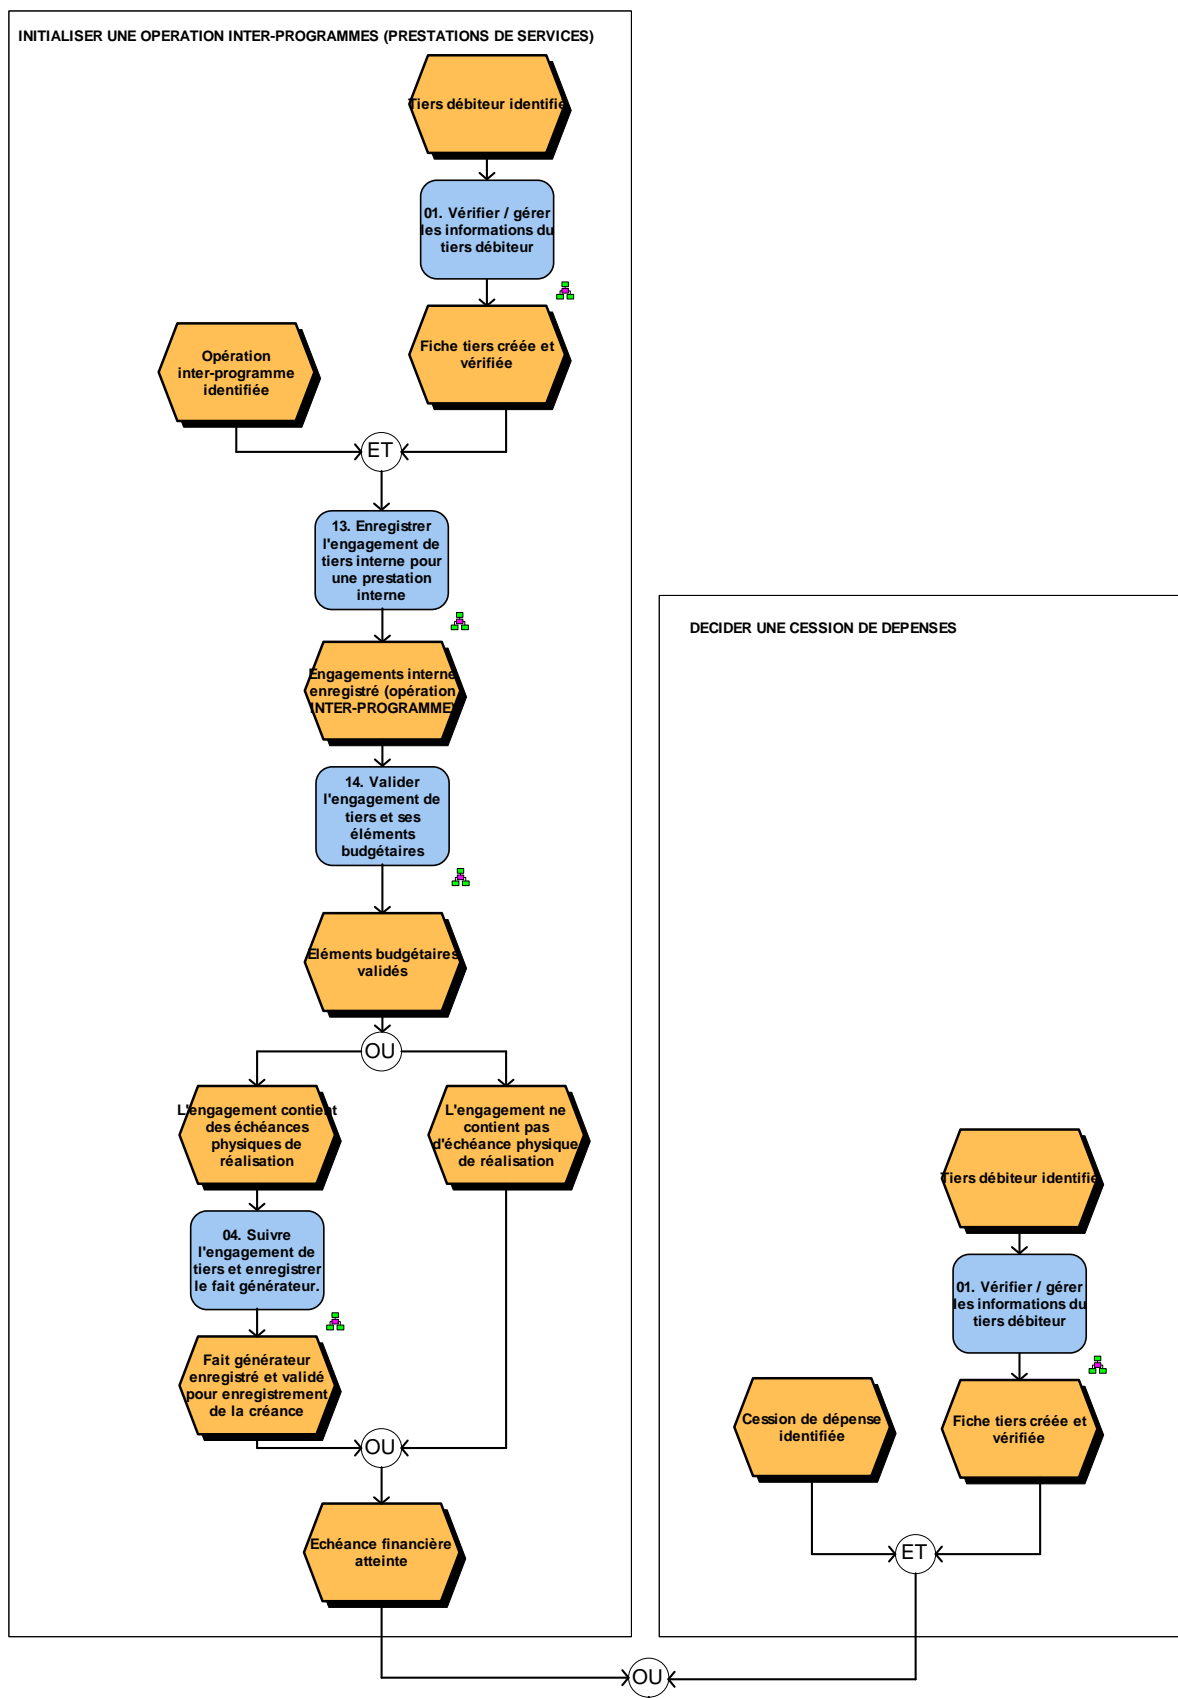 INITIALISER UNE OPERATION INTER-PROGRAMMES (PRESTATIONS DE SERVICES)
Tiers débiteur identifié
01. Vérifier / gérer
les informations du
tiers débiteur
Fiche tiers créée et
vérifiée
Opération
inter-programme
identifiée
ET
13. Enregistrer
l'engagement de
tiers interne pour
une prestation
interne
Engagements interne
enregistré (opération
INTER-PROGRAMME)
14. Valider
l'engagement de
tiers et ses
éléments
budgétaires
Eléments budgétaires
validés
OU
L'engagement contient
des échéances
physiques de
réalisation
L'engagement ne
contient pas
d'échéance physique
de réalisation
04. Suivre
l'engagement de
tiers et enregistrer
le fait générateur.
Fait générateur
enregistré et validé
pour enregistrement
de la créance
OU
Echéance financière
atteinte
DECIDER UNE CESSION DE DEPENSES
Tiers débiteur identifié
01. Vérifier / gérer
les informations du
tiers débiteur
Cession de dépense
identifiée
Fiche tiers créée et
vérifiée
ET
OU